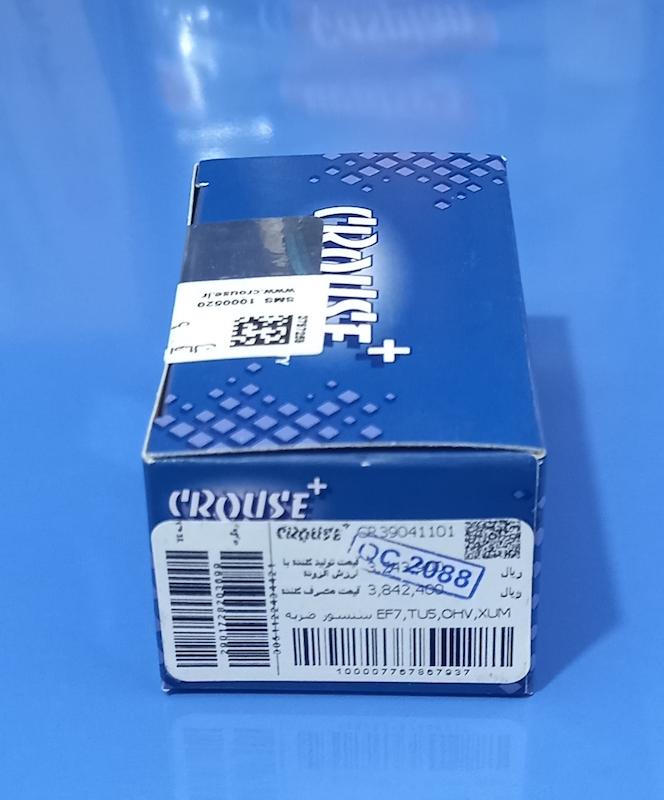 CROUSE+
www.crouse.ir
SMS 1000520
CROUSE+
CROUSE+ CR39041101
قیمت تولید کننده با ارزش افزوده ریال
QC 2088
قیمت مصرف کننده 3,842,400 ریال
سنسور ضربه EF7,TU5,OHV,XUM
100007767867937